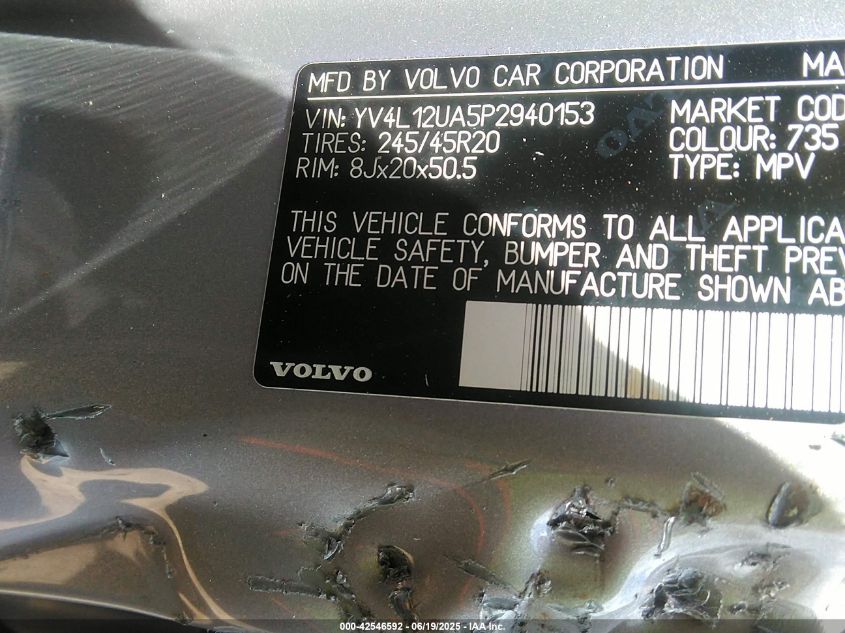 MFD BY VOLVO CAR CORPORATION MA
VIN: YV4L12UA5P2940153 MARKET COD
TIRES: 245/45R20 COLOUR: 735
RIM: 8Jx20x50.5 TYPE: MPV
THIS VEHICLE CONFORMS TO ALL APPLICA
VEHICLE SAFETY, BUMPER AND THEFT PREV
ON THE DATE OF MANUFACTURE SHOWN AB
VOLVO
000-42546592 - 06/19/2025 - IAA Inc.